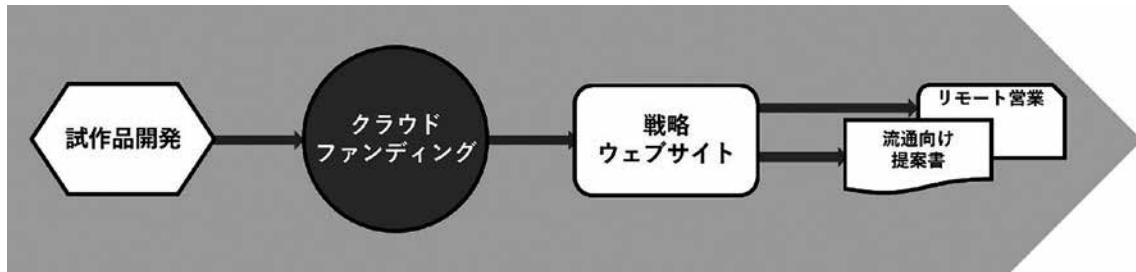 試作品開発
クラウド
ファンディング
戦略
ウェブサイト
リモート営業
流通向け
提案書